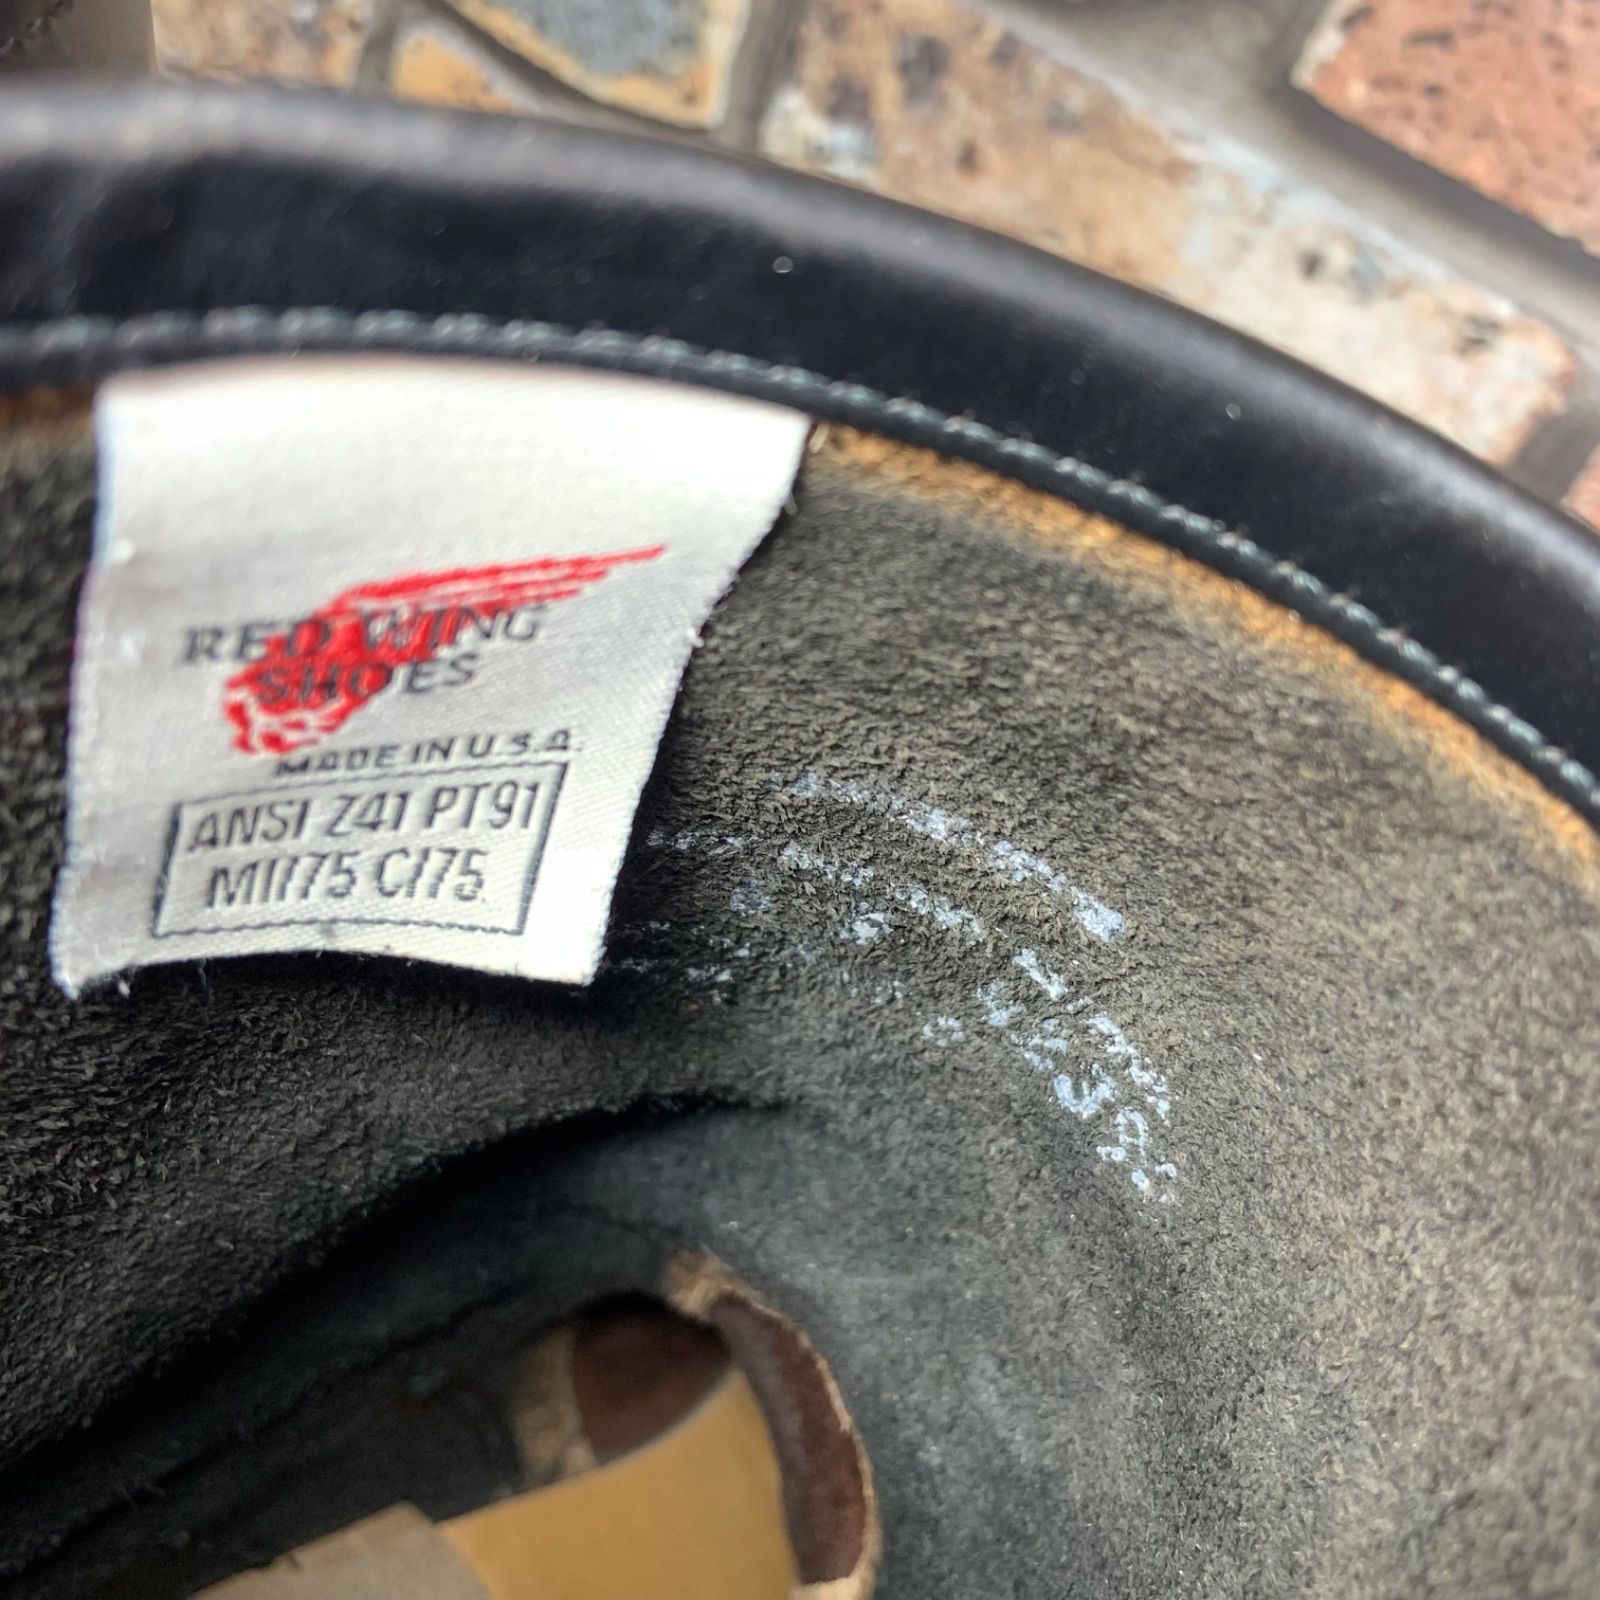 RED WING
SHOES
MADE IN U.S.A.
ANSI Z41 PT91
MI/75 C/75